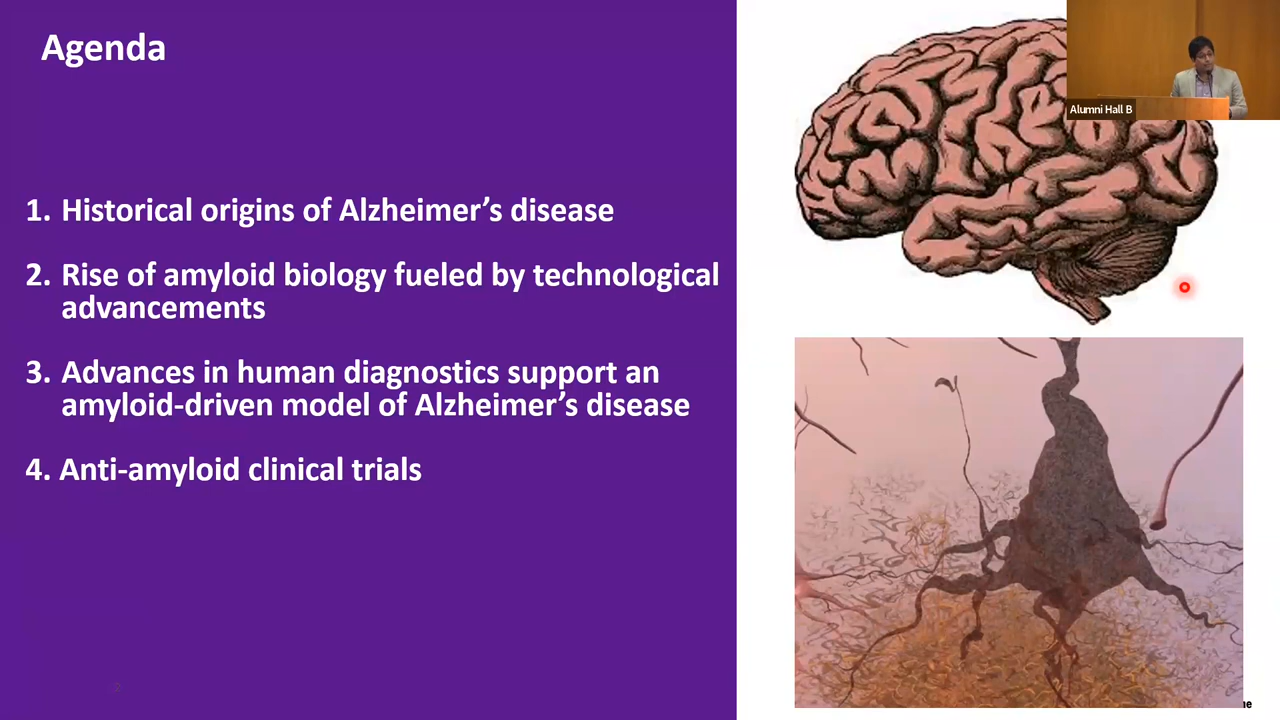 Agenda
1. Historical origins of Alzheimer’s disease
2. Rise of amyloid biology fueled by technological
advancements
3. Advances in human diagnostics support an
amyloid-driven model of Alzheimer’s disease
4. Anti-amyloid clinical trials
Alumni Hall B
2